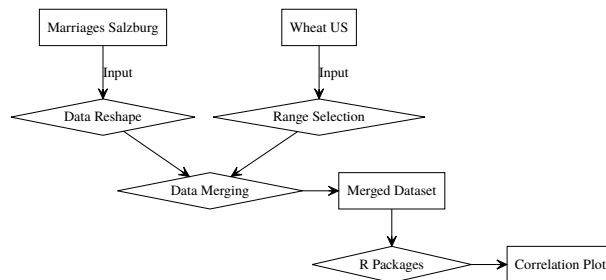 Marriages Salzburg
Wheat US
Input
Input
Data Reshape
Range Selection
Data Merging
Merged Dataset
R Packages
Correlation Plot